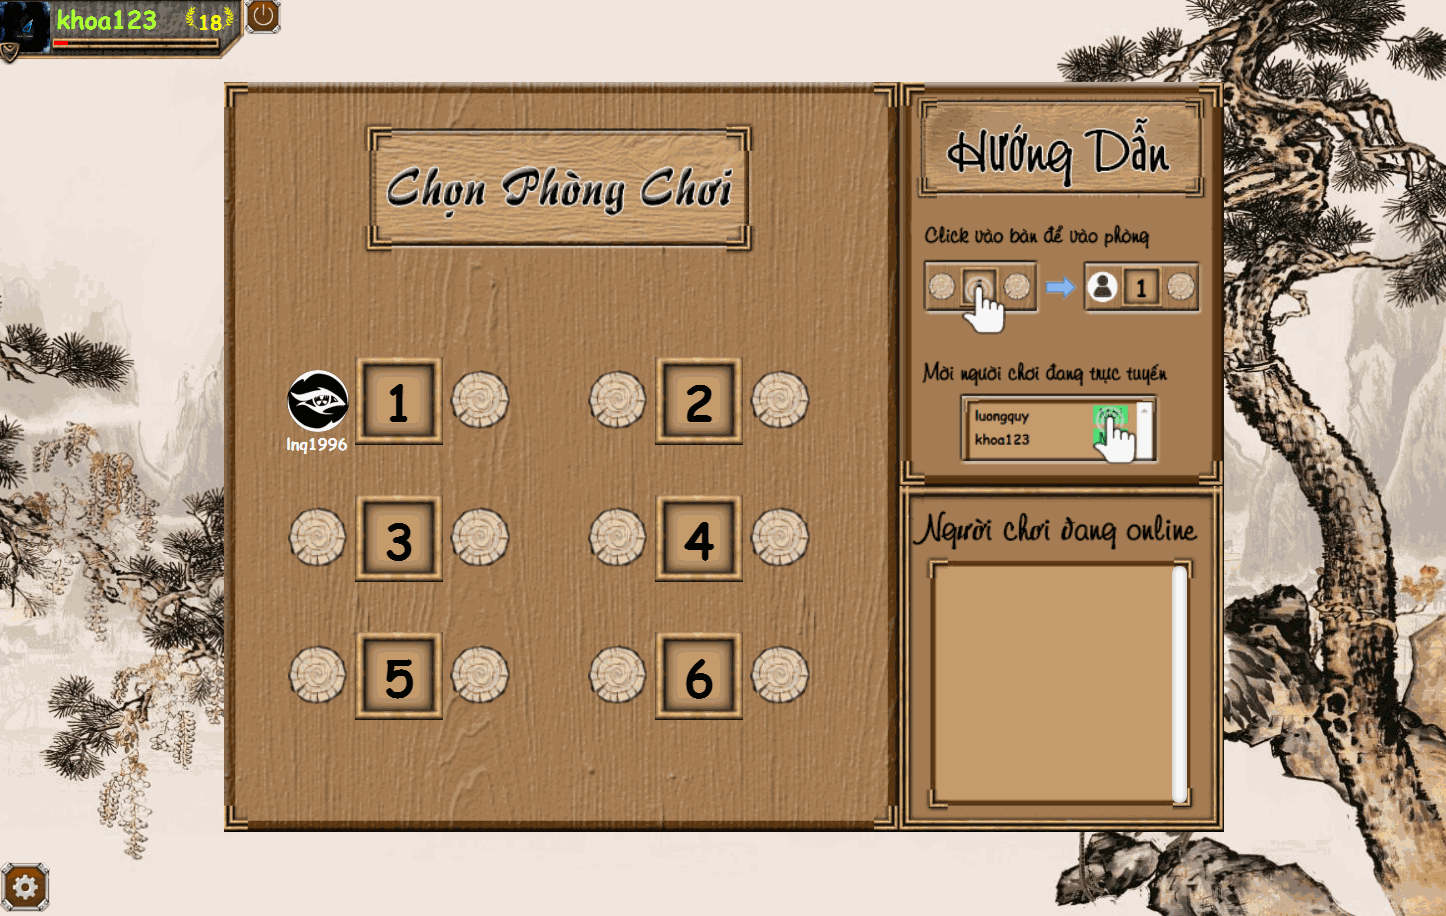 khoa123
18
Chọn Phòng Chơi
lnq1996
1
2
3
4
5
6
Hướng Dẫn
Click vào bàn để vào phòng
1
Mời người chơi đang trực tuyến
luongquy
khoa123
Người chơi đang online